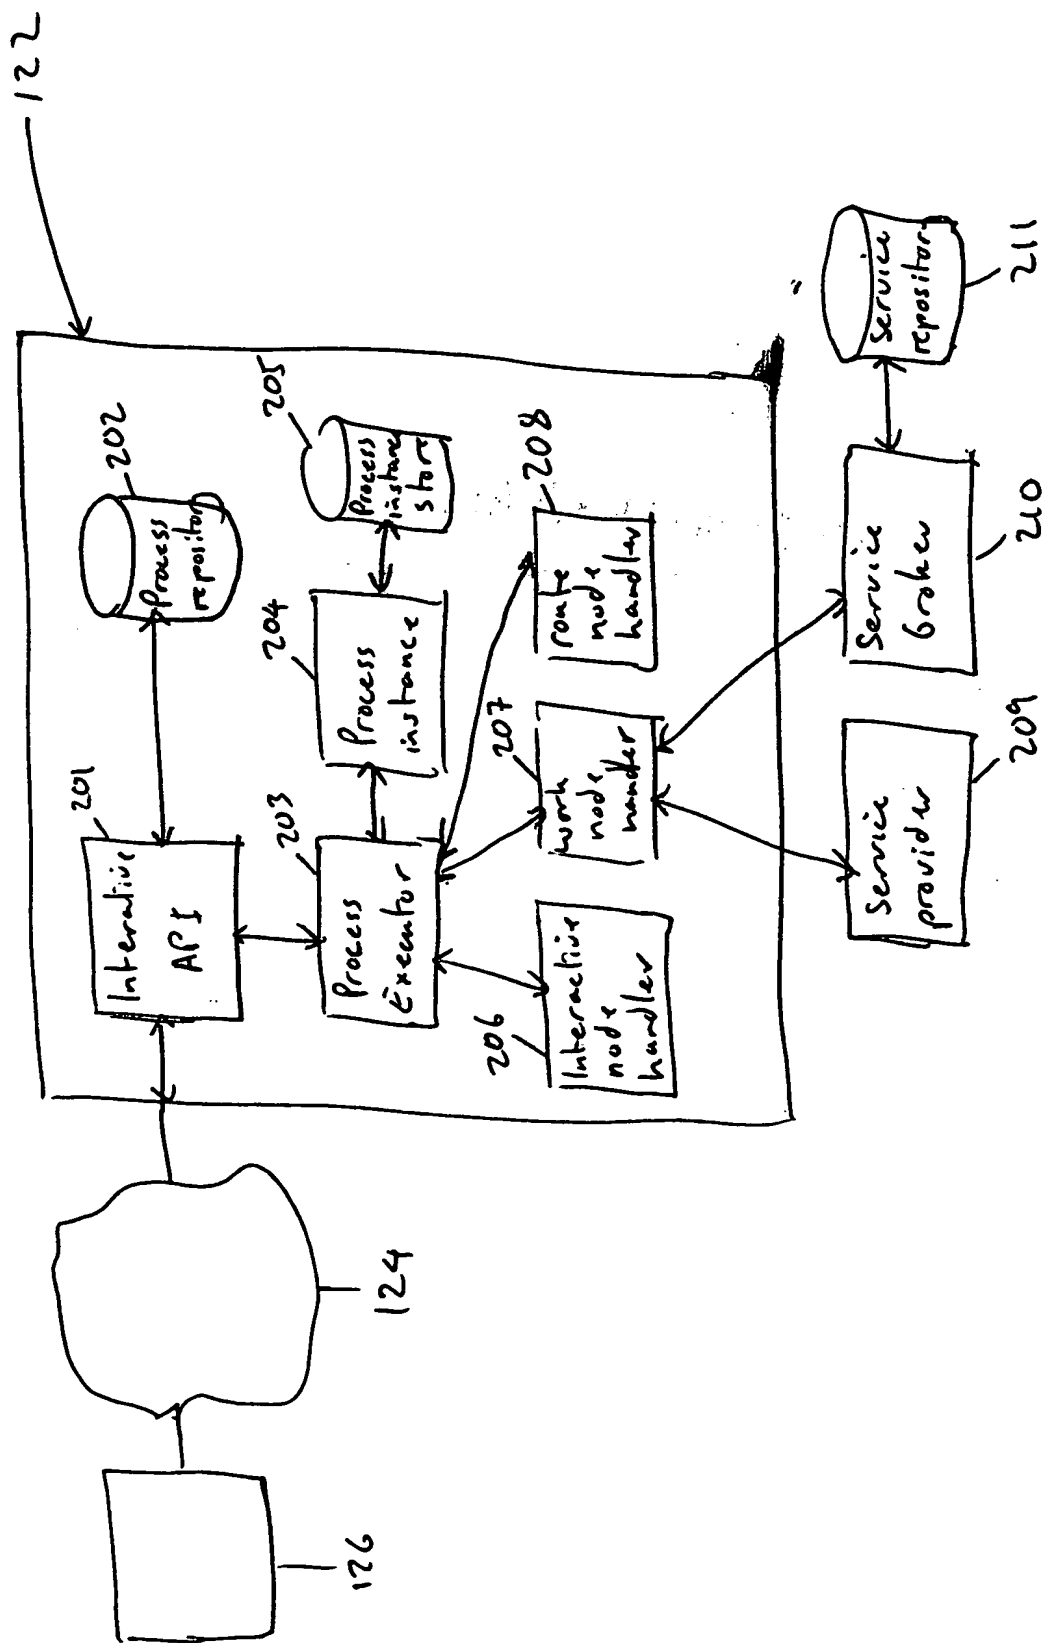 122
201
Interative
API
202
Process
repository
203
Process
Executor
204
Process
instance
205
Process
instance
store
206
Interactive
node
handler
207
work
node
handler
208
route
node
handler
126
124
Service
provider
209
Service
broker
210
Service
repository
211